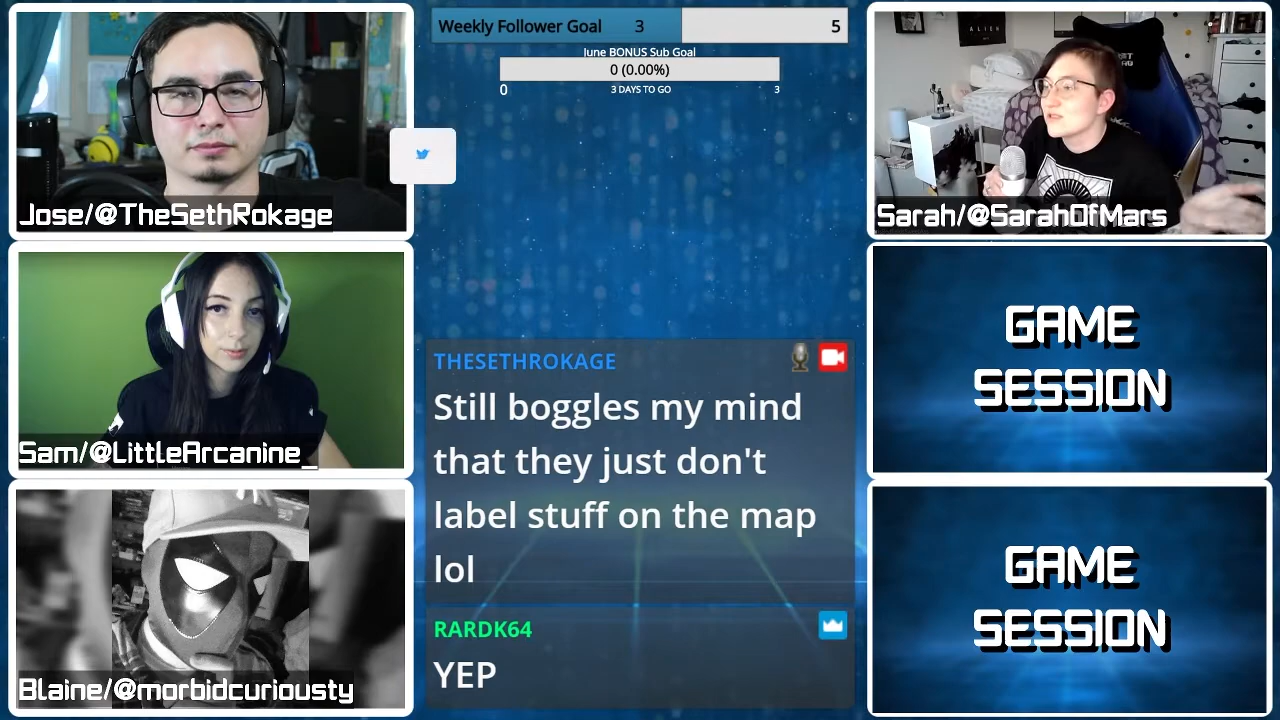 Weekly Follower Goal 3 5
June BONUS Sub Goal
0 (0.00%)
0 3 DAYS TO GO 3
Jose/@TheSethRokage
ALIEN
Sarah/@SarahOfMars
Sam/@LittleArcanine_
THESETHROKAGE
Still boggles my mind
that they just don't
label stuff on the map
lol
RARDK64
YEP
Blaine/@morbidcuriousty
GAME
SESSION
GAME
SESSION